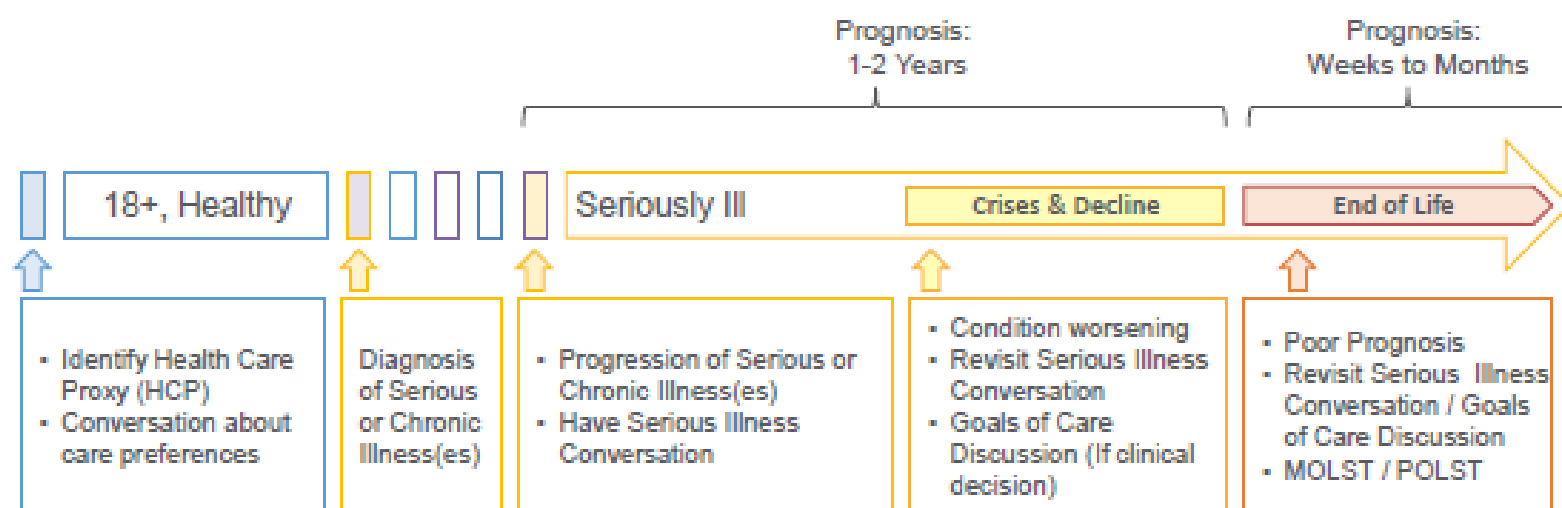 Prognosis:
1-2 Years
Prognosis:
Weeks to Months
18+, Healthy
Seriously Ill
Crises & Decline
End of Life
▪ Identify Health Care
Proxy (HCP)
▪ Conversation about
care preferences
Diagnosis
of Serious
or Chronic
Illness(es)
▪ Progression of Serious or
Chronic Illness(es)
▪ Have Serious Illness
Conversation
▪ Condition worsening
▪ Revisit Serious Illness
Conversation
▪ Goals of Care
Discussion (If clinical
decision)
▪ Poor Prognosis
▪ Revisit Serious Illness
Conversation / Goals
of Care Discussion
▪ MOLST / POLST